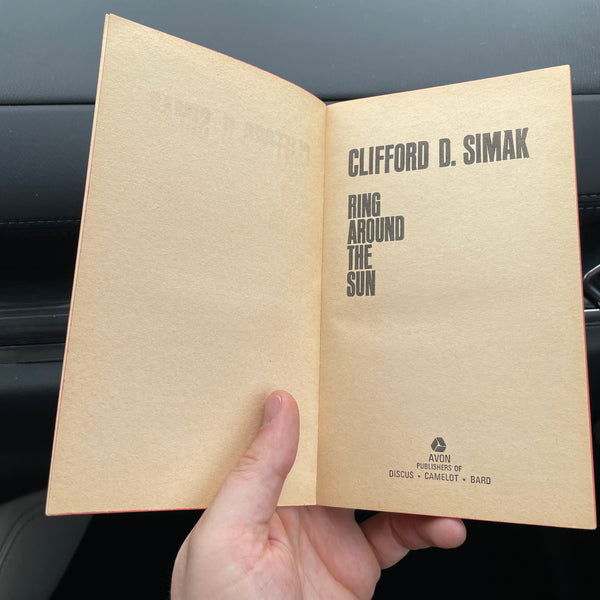 CLIFFORD D. SIMAK
RING
AROUND
THE
SUN
AVON
PUBLISHERS OF
DISCUS • CAMELOT • BARD